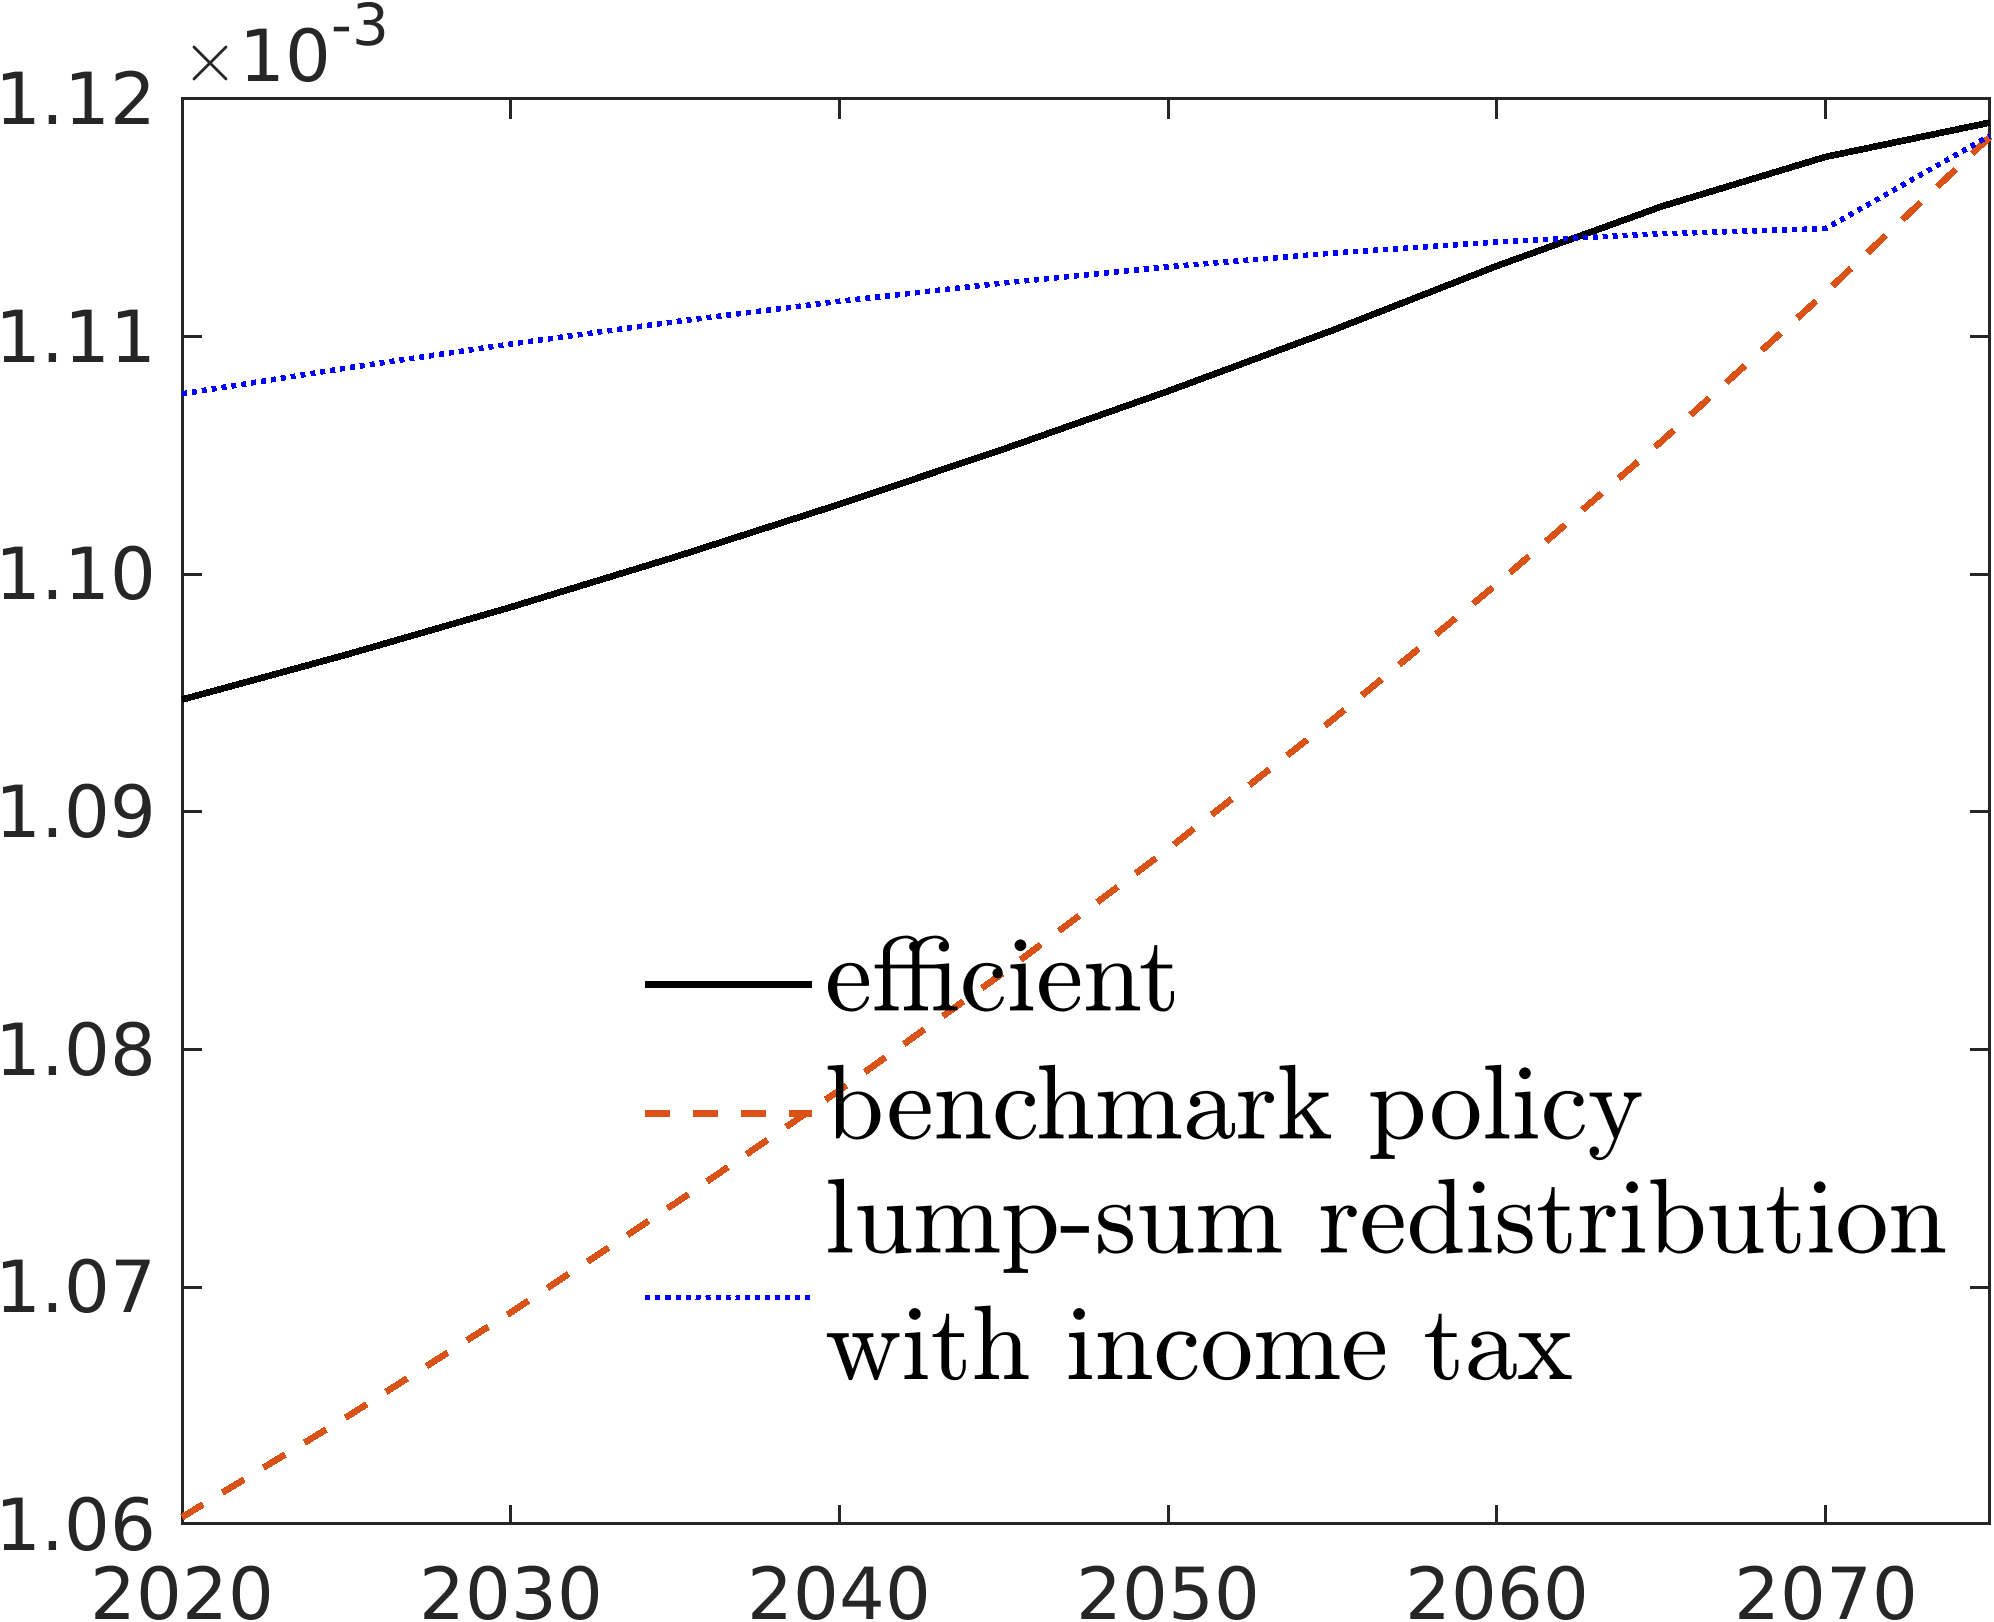 ×10-3
1.12
1.11
1.10
1.09
1.08
1.07
1.06
2020 2030 2040 2050 2060 2070
efficient
benchmark policy
lump-sum redistribution
with income tax